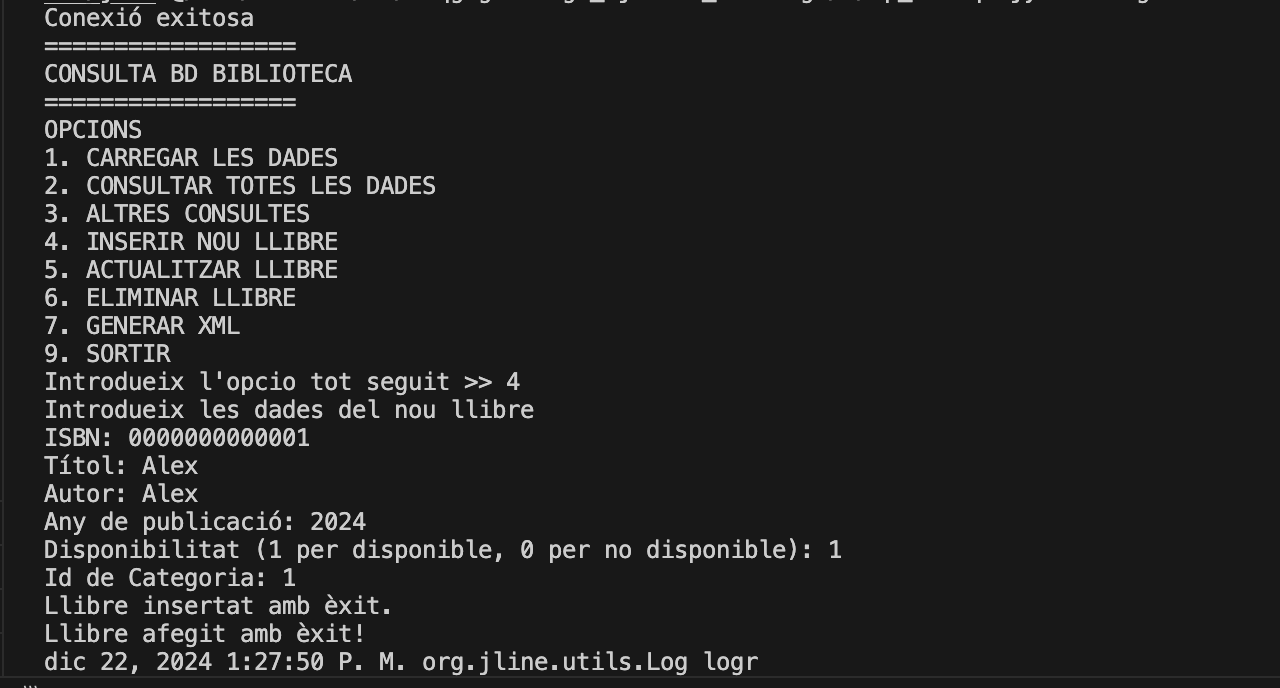 Conexió exitosa
==================
CONSULTA BD BIBLIOTECA
==================
OPCIONS
1. CARREGAR LES DADES
2. CONSULTAR TOTES LES DADES
3. ALTRES CONSULTES
4. INSERIR NOU LLIBRE
5. ACTUALITZAR LLIBRE
6. ELIMINAR LLIBRE
7. GENERAR XML
9. SORTIR
Introdueix l'opcio tot seguit >> 4
Introdueix les dades del nou llibre
ISBN: 0000000000001
Títol: Alex
Autor: Alex
Any de publicació: 2024
Disponibilitat (1 per disponible, 0 per no disponible): 1
Id de Categoria: 1
Llibre insertat amb èxit.
Llibre afegit amb èxit!
dic 22, 2024 1:27:50 P. M. org.jline.utils.Log logr